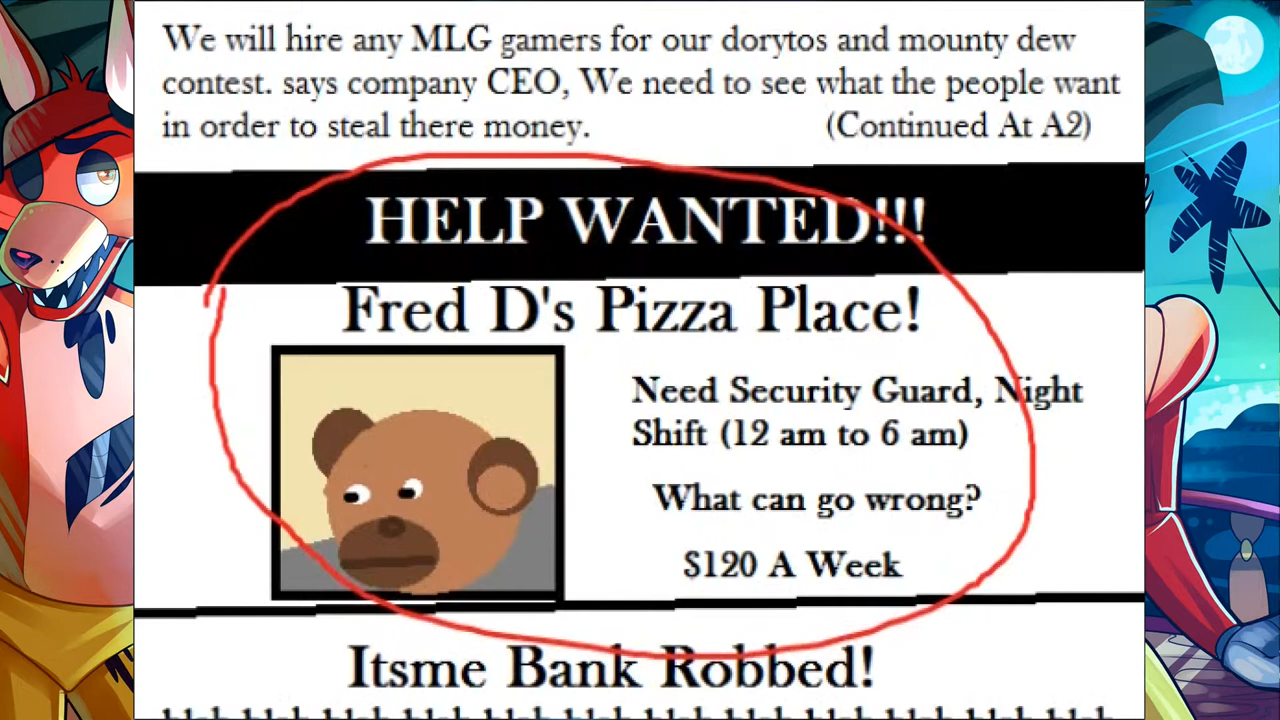 We will hire any MLG gamers for our dorytos and mounty dew
contest. says company CEO, We need to see what the people want
in order to steal there money. (Continued At A2)
HELP WANTED!!!
Fred D's Pizza Place!
Need Security Guard, Night
Shift (12 am to 6 am)
What can go wrong?
$120 A Week
Itsme Bank Robbed!